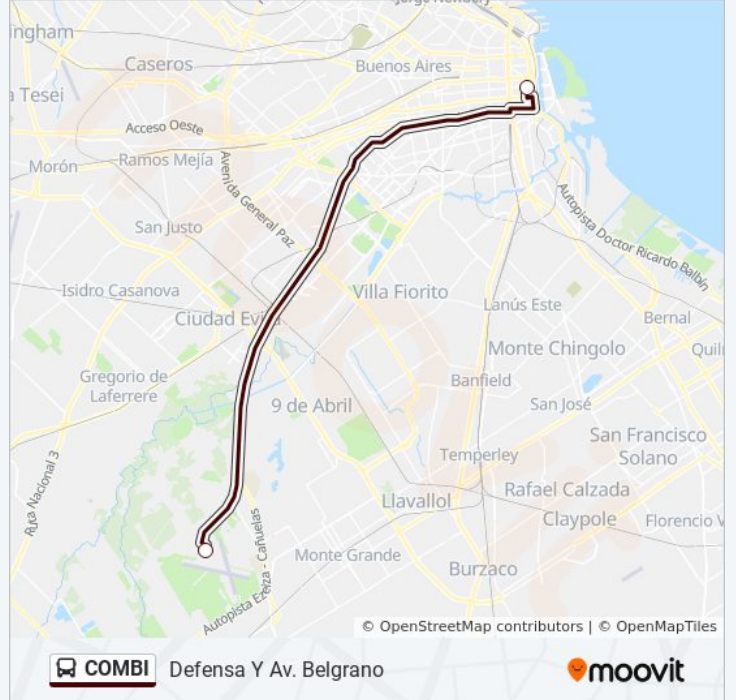 Jorge Newbery
ingham
Caseros
Buenos Aires
a Tesei
Acceso Oeste
Morón
Ramos Mejía
Avenida General Paz
San Justo
Autopista Doctor Ricardo Balbín
Isidro Casanova
Villa Fiorito
Lanús Este
Ciudad Evi
Bernal
Monte Chingolo
Quil
Gregorio de
Laferrere
Banfield
9 de Abril
San José
San Francisco
Solano
Temperley
Ruta Nacional 3
Rafael Calzada
Llavallol
Claypole
Florencio V
Monte Grande
Burzaco
Autopista Ezeiza - Cañuelas
© OpenStreetMap contributors | © OpenMapTiles
COMBI
Defensa Y Av. Belgrano
moovit